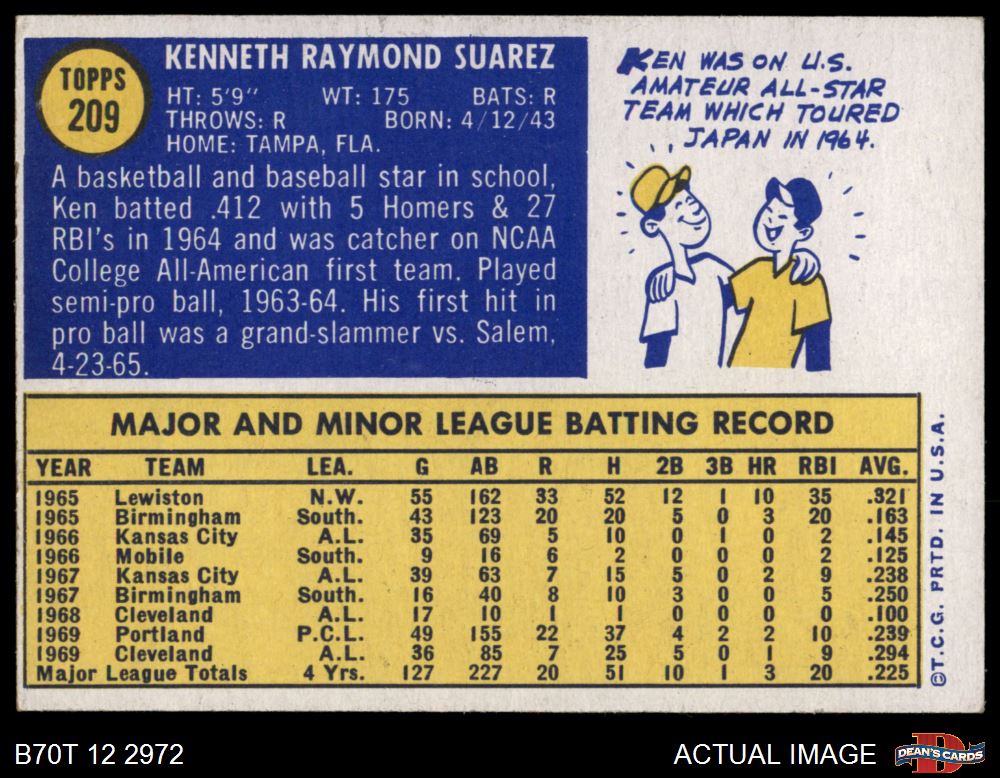 TOPPS
209
KENNETH RAYMOND SUAREZ
HT: 5'9" WT: 175 BATS: R
THROWS: R BORN: 4/12/43
HOME: TAMPA, FLA.
A basketball and baseball star in school,
Ken batted .412 with 5 Homers & 27
RBI's in 1964 and was catcher on NCAA
College All-American first team. Played
semi-pro ball, 1963-64. His first hit in
pro ball was a grand-slammer vs. Salem,
4-23-65.
KEN WAS ON U.S.
AMATEUR ALL-STAR
TEAM WHICH TOURED
JAPAN IN 1964.
MAJOR AND MINOR LEAGUE BATTING RECORD
YEAR TEAM LEA. G AB R H 2B 3B HR RBI AVG.
1965 Lewiston N.W. 55 162 33 52 12 1 10 35 .321
1965 Birmingham South. 43 123 20 20 5 0 3 20 .163
1966 Kansas City A.L. 35 69 5 10 0 1 0 2 .145
1966 Mobile South. 9 16 6 2 0 0 0 2 .125
1967 Kansas City A.L. 39 63 7 15 5 0 2 9 .238
1967 Birmingham South. 16 40 8 10 3 0 0 5 .250
1968 Cleveland A.L. 17 10 1 1 0 0 0 0 .100
1969 Portland P.C.L. 49 155 22 37 4 2 2 10 .239
1969 Cleveland A.L. 36 85 7 25 5 0 1 9 .294
Major League Totals 4 Yrs. 127 227 20 51 10 1 3 20 .225
©T.C.G. PRTD. IN U.S.A.
B70T 12 2972
ACTUAL IMAGE
DEAN'S CARDS